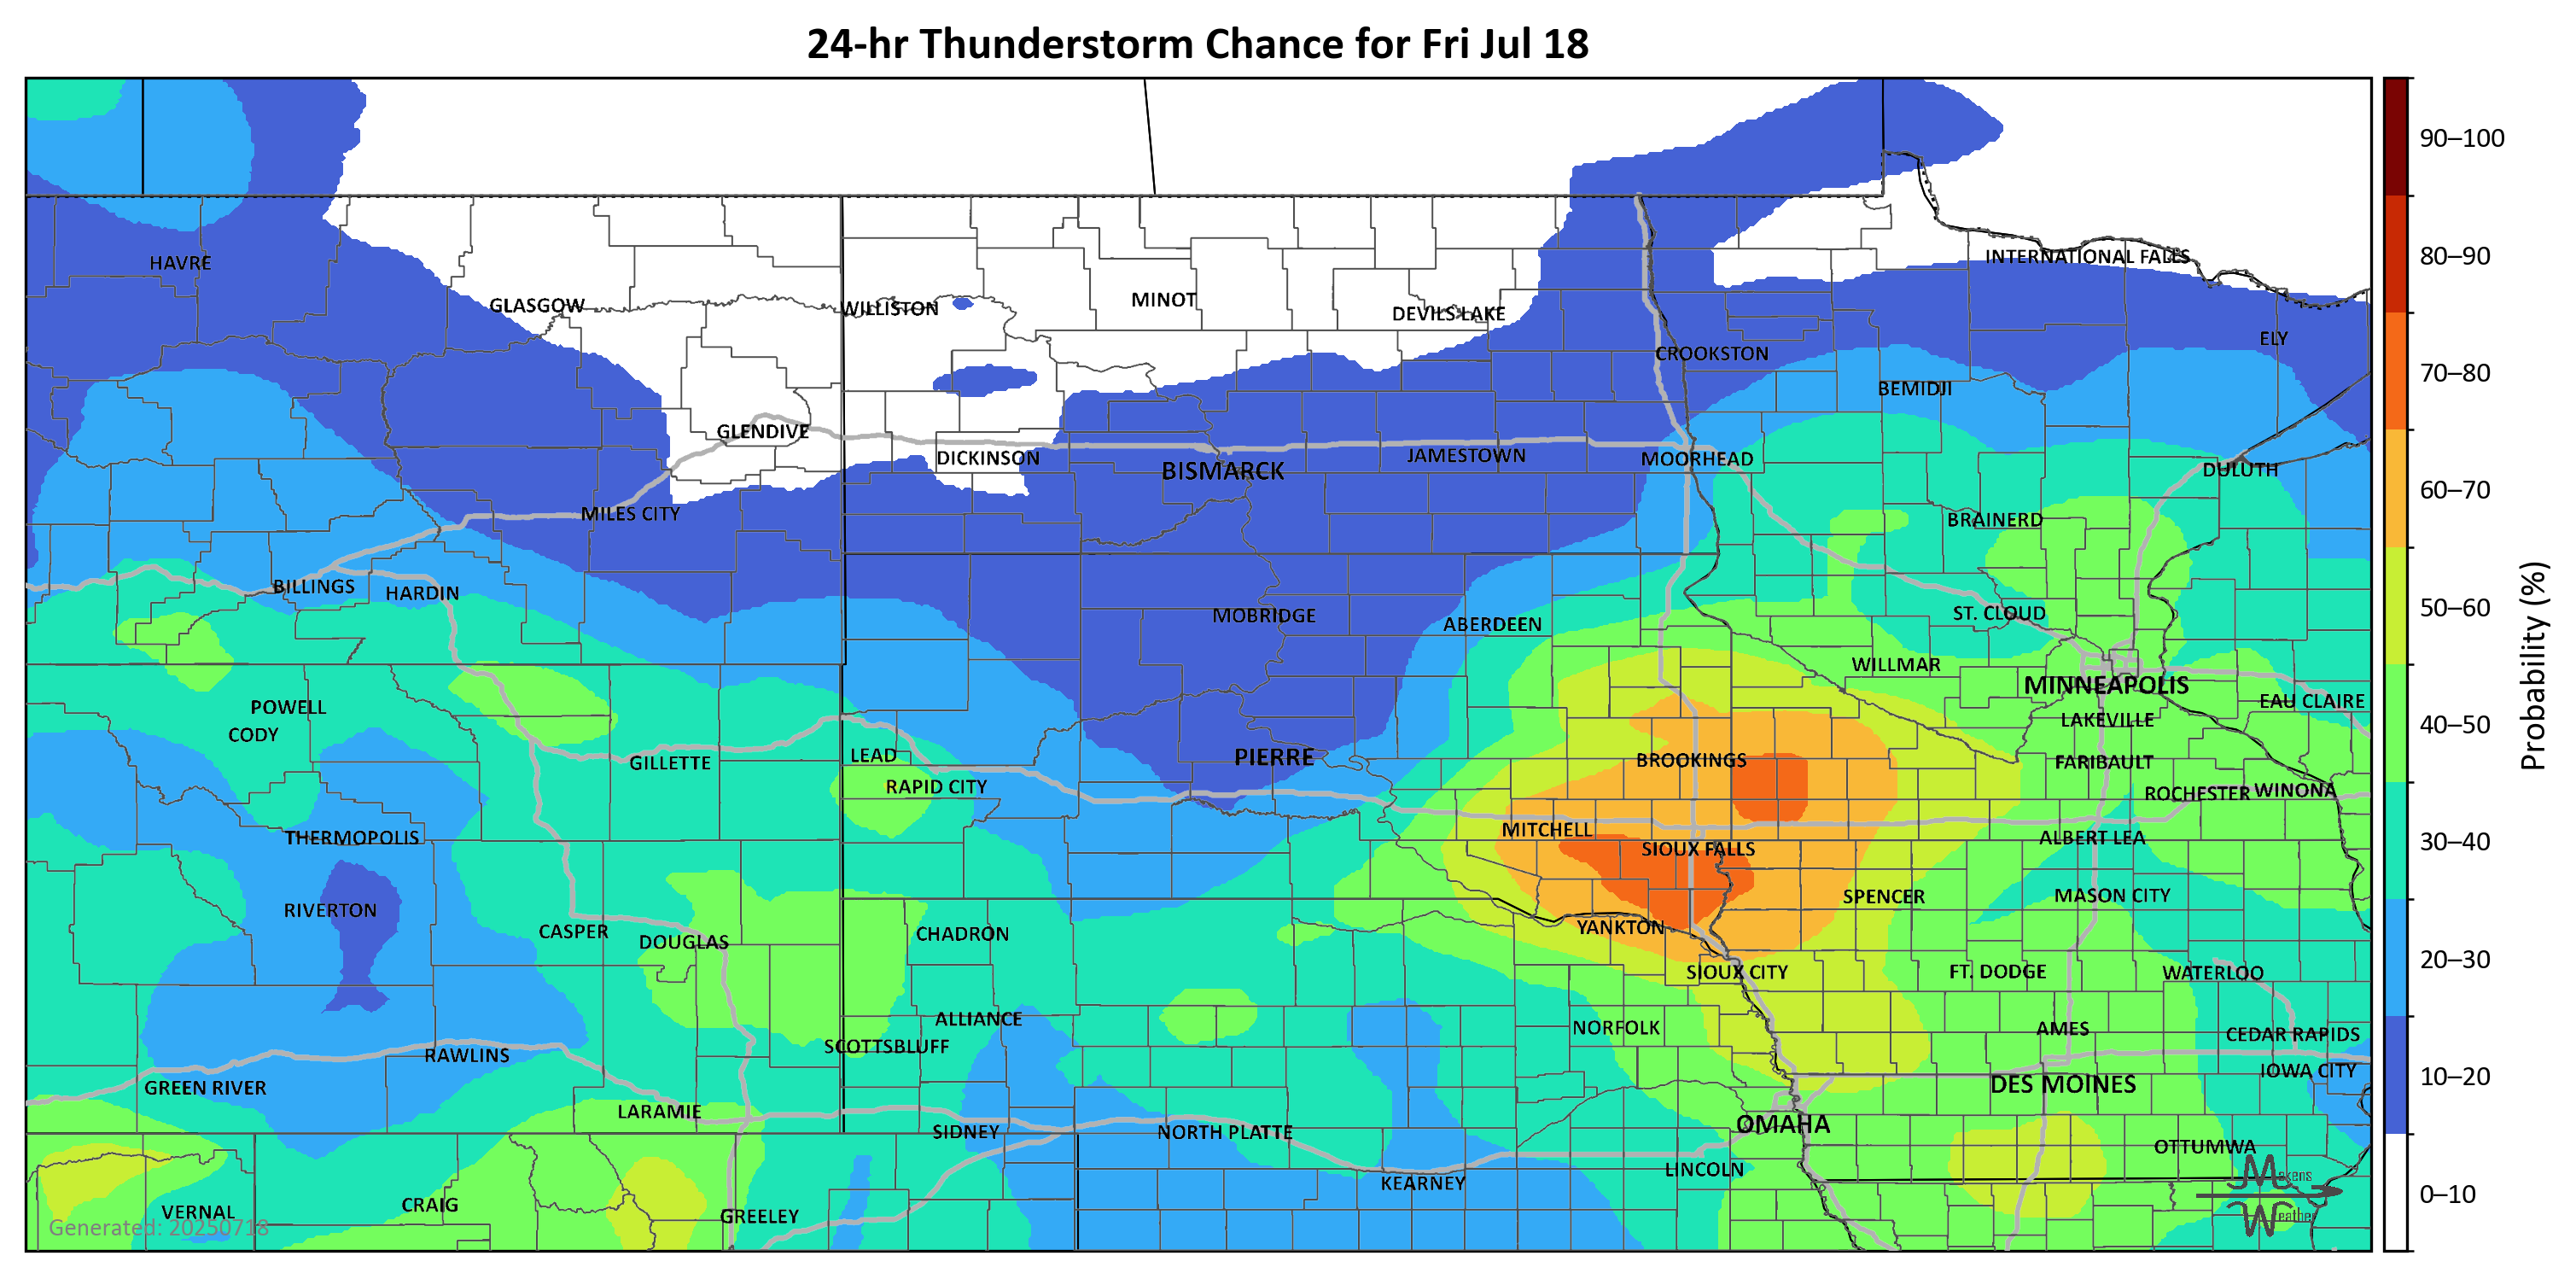 24-hr Thunderstorm Chance for Fri Jul 18
90–100
HAVRE
INTERNATIONAL FALLS
80–90
GLASGOW
WILLISTON
MINOT
DEVILS LAKE
ELY
CROOKSTON
70–80
BEMIDJI
GLENDIVE
DICKINSON
BISMARCK
JAMESTOWN
MOORHEAD
DULUTH
60–70
MILES CITY
BRAINERD
BILLINGS
HARDIN
MOBRIDGE
ABERDEEN
ST. CLOUD
50–60
WILLMAR
MINNEAPOLIS
EAU CLAIRE
POWELL
CODY
LAKEVILLE
40–50
Probability (%)
GILLETTE
LEAD
PIERRE
BROOKINGS
FARIBAULT
RAPID CITY
ROCHESTER
WINONA
THERMOPOLIS
MITCHELL
SIOUX FALLS
ALBERT LEA
30–40
RIVERTON
SPENCER
MASON CITY
CASPER
DOUGLAS
CHADRON
YANKTON
SIOUX CITY
FT. DODGE
WATERLOO
20–30
ALLIANCE
NORFOLK
AMES
CEDAR RAPIDS
SCOTTSBLUFF
RAWLINS
GREEN RIVER
IOWA CITY
DES MOINES
10–20
LARAMIE
SIDNEY
NORTH PLATTE
OMAHA
OTTUMWA
LINCOLN
KEARNEY
Makens
Weather
0–10
VERNAL
CRAIG
GREELEY
Generated: 20250718